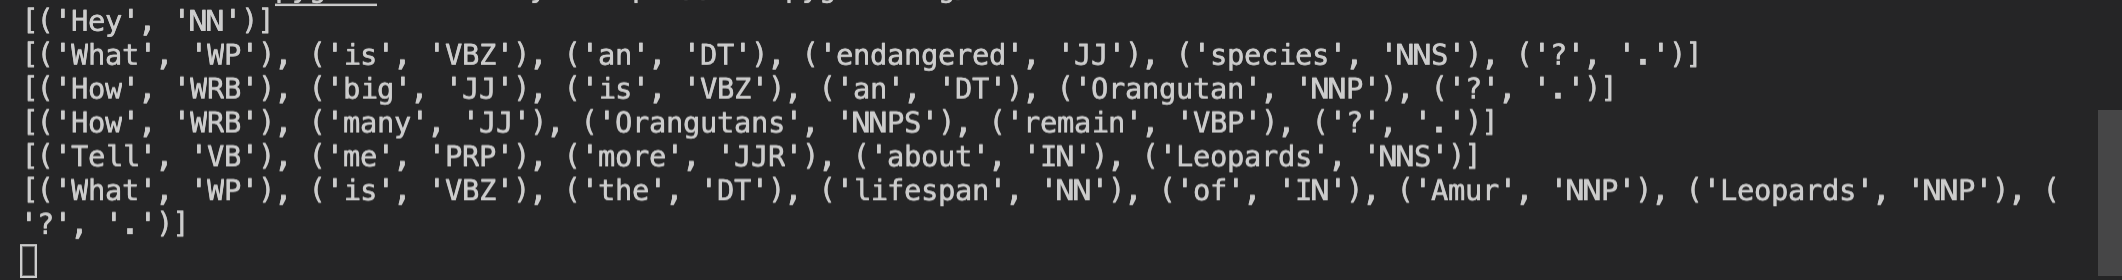 [('Hey', 'NN')]
[('What', 'WP'), ('is', 'VBZ'), ('an', 'DT'), ('endangered', 'JJ'), ('species', 'NNS'), ('?', '.')]
[('How', 'WRB'), ('big', 'JJ'), ('is', 'VBZ'), ('an', 'DT'), ('Orangutan', 'NNP'), ('?', '.')]
[('How', 'WRB'), ('many', 'JJ'), ('Orangutans', 'NNPS'), ('remain', 'VBP'), ('?', '.')]
[('Tell', 'VB'), ('me', 'PRP'), ('more', 'JJR'), ('about', 'IN'), ('Leopards', 'NNS')]
[('What', 'WP'), ('is', 'VBZ'), ('the', 'DT'), ('lifespan', 'NN'), ('of', 'IN'), ('Amur', 'NNP'), ('Leopards', 'NNP'), (
'?', '.')]